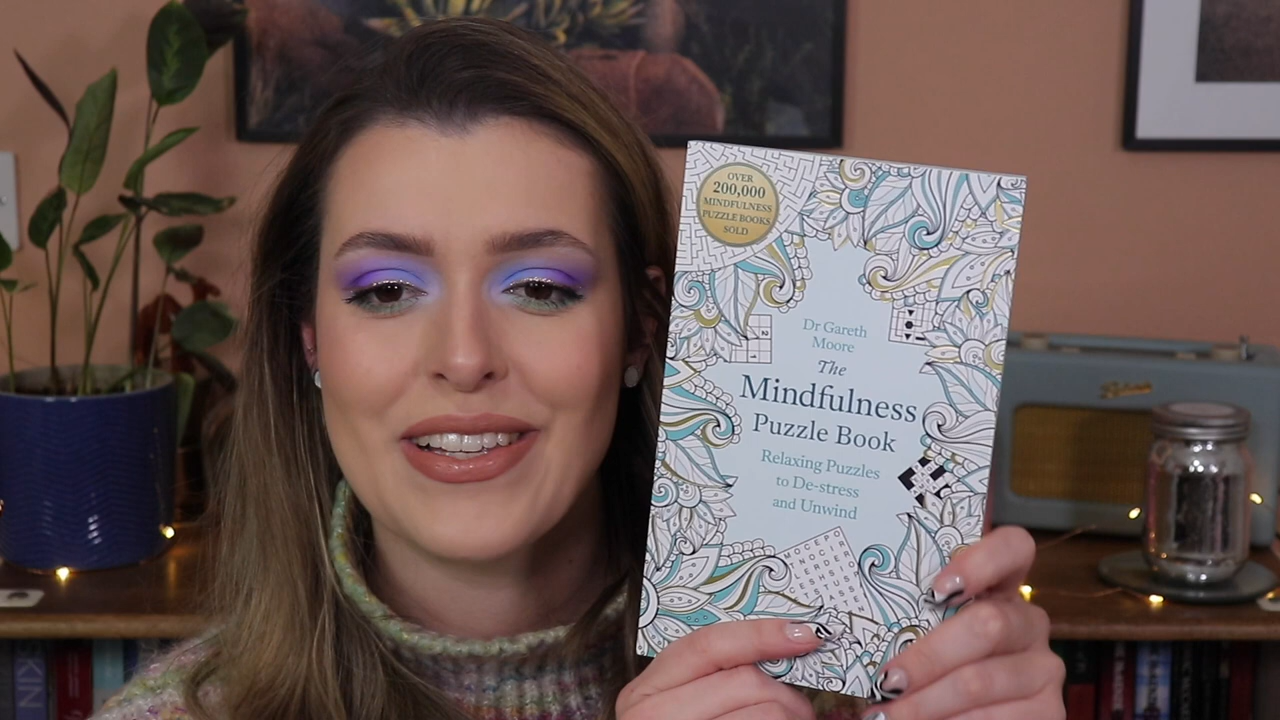 OVER
200,000
MINDFULNESS
PUZZLE BOOKS
SOLD
Dr Gareth
Moore
The
Mindfulness
Puzzle Book
Relaxing Puzzles
to De-stress
and Unwind
SKIN